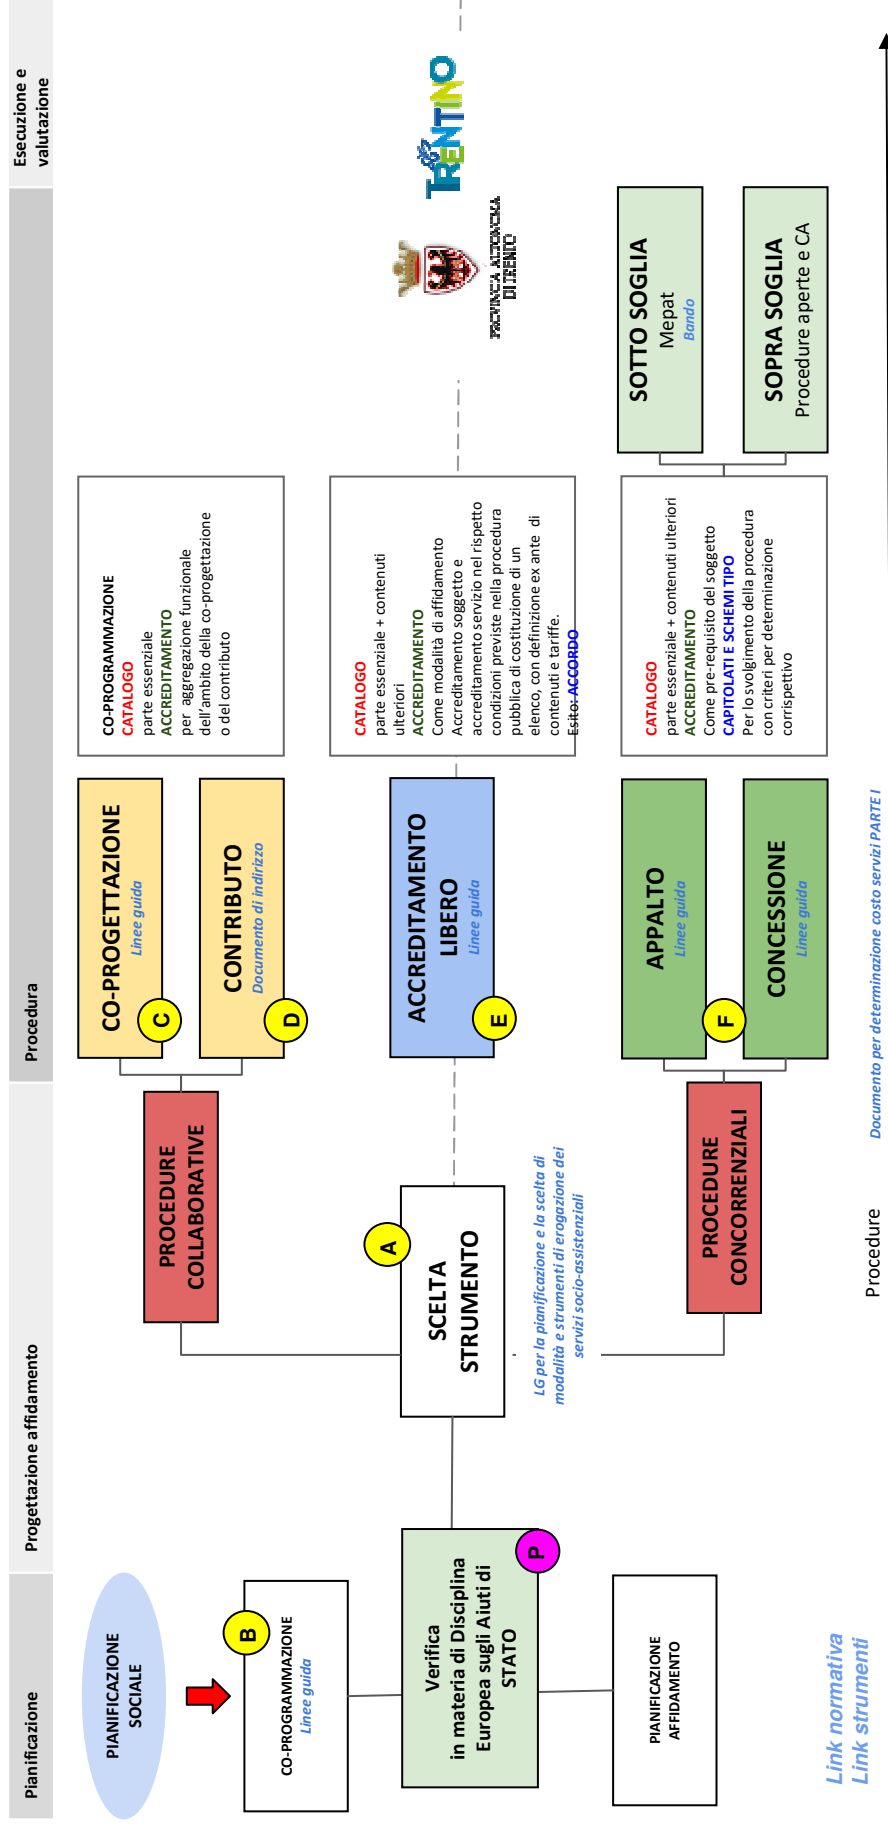 Pianificazione
Progettazione affidamento
Procedura
Esecuzione e
valutazione
PIANIFICAZIONE
SOCIALE
B
CO-PROGRAMMAZIONE
Linee guida
Verifica
in materia di Disciplina
Europea sugli Aiuti di
STATO
P
PIANIFICAZIONE
AFFIDAMENTO
Link normativa
Link strumenti
A
SCELTA
STRUMENTO
LG per la pianificazione e la scelta di
modalità e strumenti di erogazione dei
servizi socio-assistenziali
PROCEDURE
COLLABORATIVE
PROCEDURE
CONCORRENZIALI
CO-PROGETTAZIONE
Linee guida
C
CONTRIBUTO
Documento di indirizzo
D
ACCREDITAMENTO
LIBERO
Linee guida
E
APPALTO
Linee guida
F
CONCESSIONE
Linee guida
CO-PROGRAMMAZIONE
CATALOGO
parte essenziale
ACCREDITAMENTO
per aggregazione funzionale
dell'ambito della co-progettazione
o del contributo
CATALOGO
parte essenziale + contenuti
ulteriori
ACCREDITAMENTO
Come modalità di affidamento
Accreditamento soggetto e
accreditamento servizio nel rispetto
condizioni previste nella procedura
pubblica di costituzione di un
elenco, con definizione ex ante di
contenuti e tariffe.
Esito: ACCORDO
CATALOGO
parte essenziale + contenuti ulteriori
ACCREDITAMENTO
Come pre-requisito del soggetto
CAPITOLATI E SCHEMI TIPO
Per lo svolgimento della procedura
con criteri per determinazione
corrispettivo
SOTTO SOGLIA
Mepat
Bando
SOPRA SOGLIA
Procedure aperte e CA
PROVINCIA AUTONOMA
DI TRENTO
TRENTINO
Procedure
Documento per determinazione costo servizi PARTE I